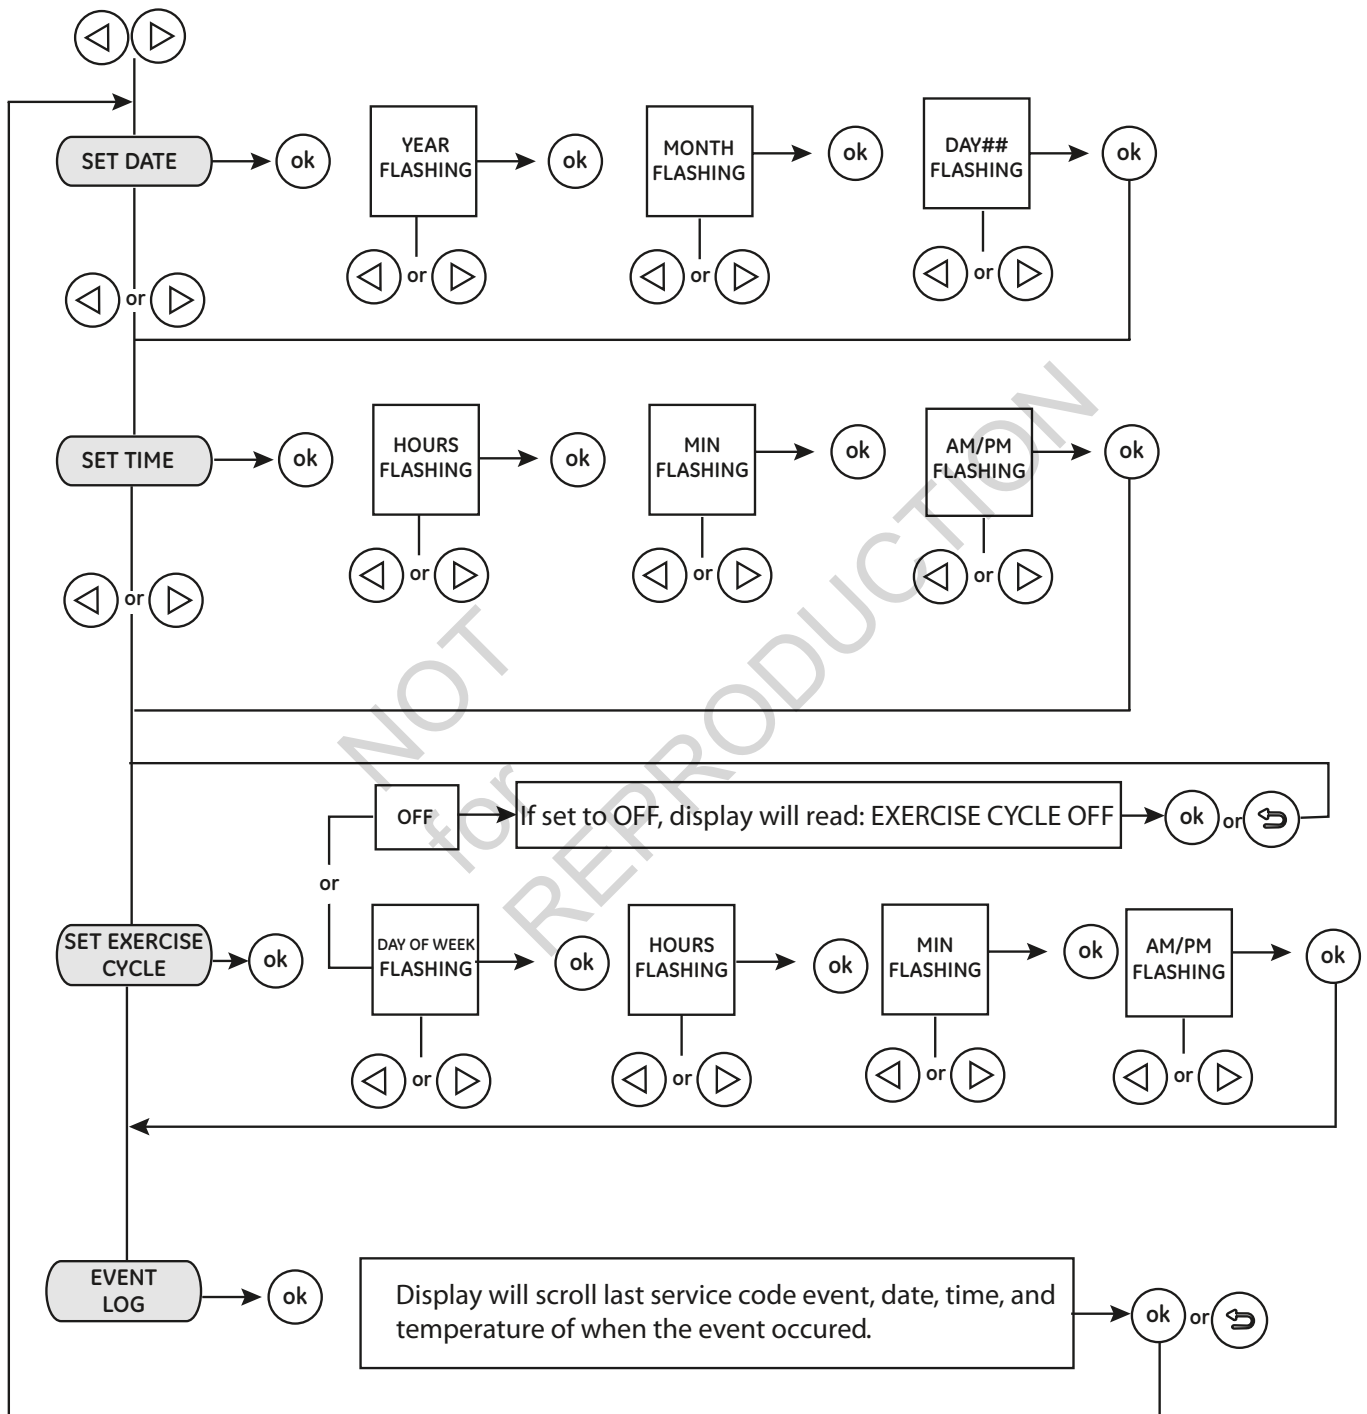 SET DATE
ok
YEAR
FLASHING
ok
MONTH
FLASHING
ok
DAY##
FLASHING
ok
or
or
or
or
SET TIME
ok
HOURS
FLASHING
ok
MIN
FLASHING
ok
AM/PM
FLASHING
ok
or
or
or
or
NOT
for
REPRODUCTION
OFF
If set to OFF, display will read: EXERCISE CYCLE OFF
ok
or
or
SET EXERCISE
CYCLE
ok
DAY OF WEEK
FLASHING
ok
HOURS
FLASHING
ok
MIN
FLASHING
ok
AM/PM
FLASHING
ok
or
or
or
or
EVENT
LOG
ok
Display will scroll last service code event, date, time, and
temperature of when the event occured.
ok
or